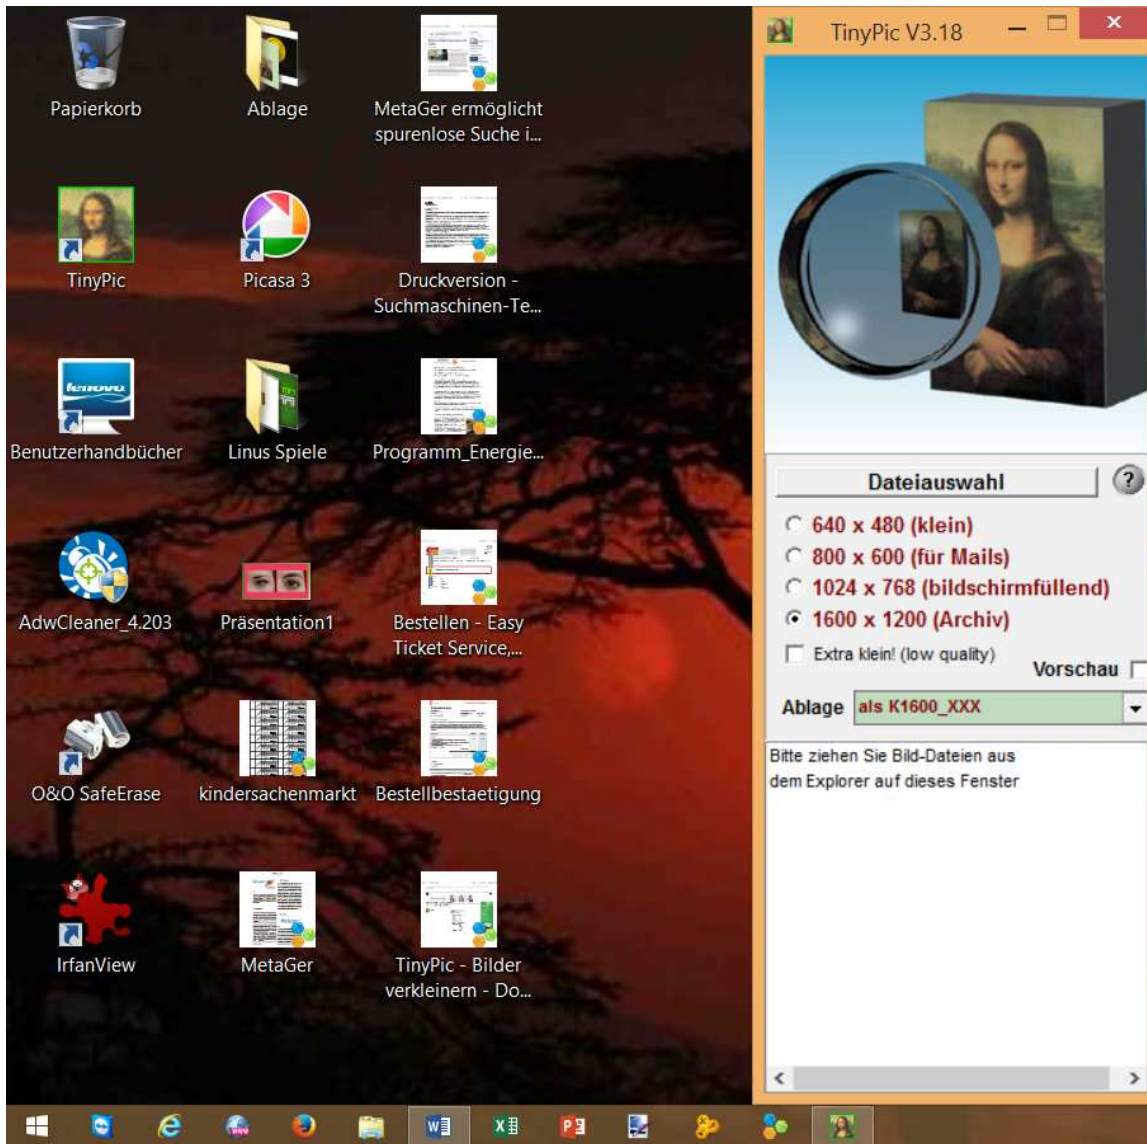 Papierkorb
Ablage
MetaGer ermöglicht
spurenlose Suche i...
TinyPic
Picasa 3
Druckversion -
Suchmaschinen-Te...
lenovo
Benutzerhandbücher
Linus Spiele
Programm_Energie...
AdwCleaner_4.203
Präsentation1
Bestellen - Easy
Ticket Service,...
O&O SafeErase
kindersachenmarkt
Bestellbestaetigung
IrfanView
MetaGer
TinyPic - Bilder
verkleinern - Do...
TinyPic V3.18
Dateiauswahl
?
640 x 480 (klein)
800 x 600 (für Mails)
1024 x 768 (bildschirmfüllend)
1600 x 1200 (Archiv)
Extra klein! (low quality)
Vorschau
Ablage als K1600_XXX
Bitte ziehen Sie Bild-Dateien aus
dem Explorer auf dieses Fenster